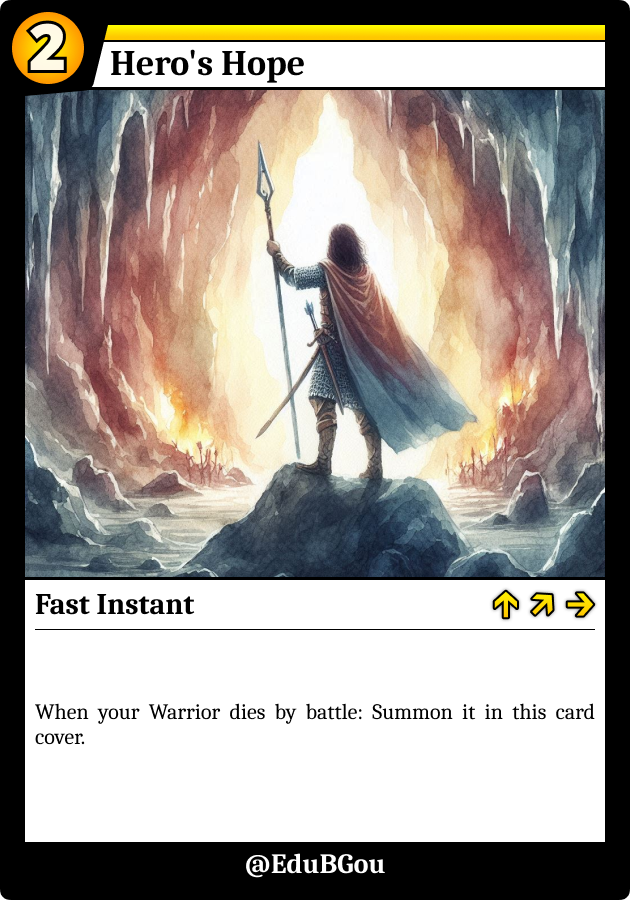 2
Hero's Hope
Fast Instant
When your Warrior dies by battle: Summon it in this card
cover.
@EduBGou